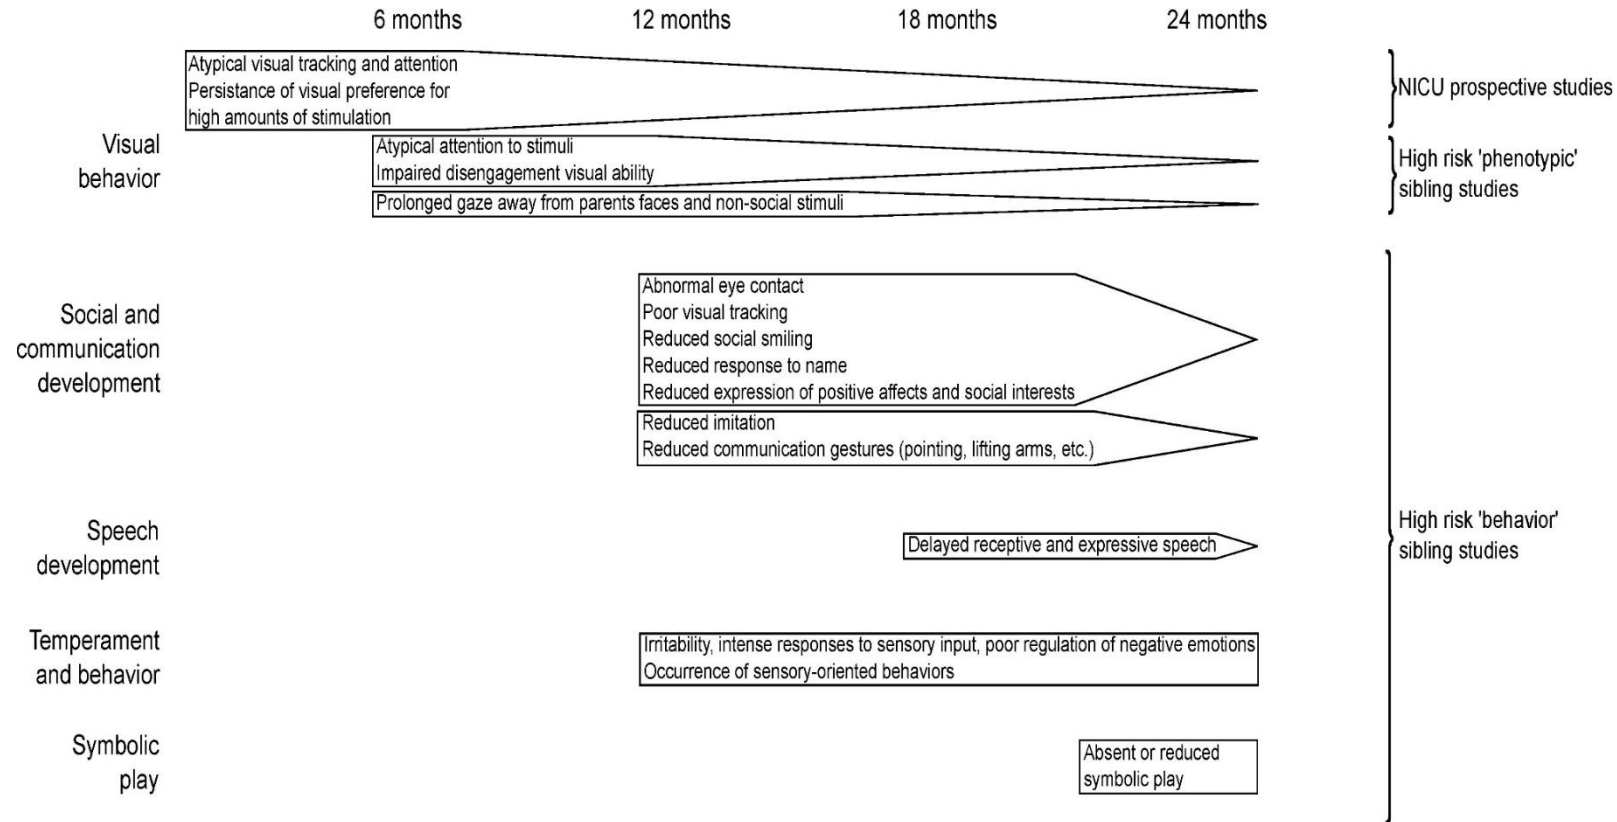 6 months 12 months 18 months 24 months
Atypical visual tracking and attention
Persistance of visual preference for
high amounts of stimulation
NICU prospective studies
Visual
behavior
Atypical attention to stimuli
Impaired disengagement visual ability
Prolonged gaze away from parents faces and non-social stimuli
High risk 'phenotypic'
sibling studies
Social and
communication
development
Abnormal eye contact
Poor visual tracking
Reduced social smiling
Reduced response to name
Reduced expression of positive affects and social interests
Reduced imitation
Reduced communication gestures (pointing, lifting arms, etc.)
Speech
development
Delayed receptive and expressive speech
High risk 'behavior'
sibling studies
Temperament
and behavior
Irritability, intense responses to sensory input, poor regulation of negative emotions
Occurrence of sensory-oriented behaviors
Symbolic
play
Absent or reduced
symbolic play